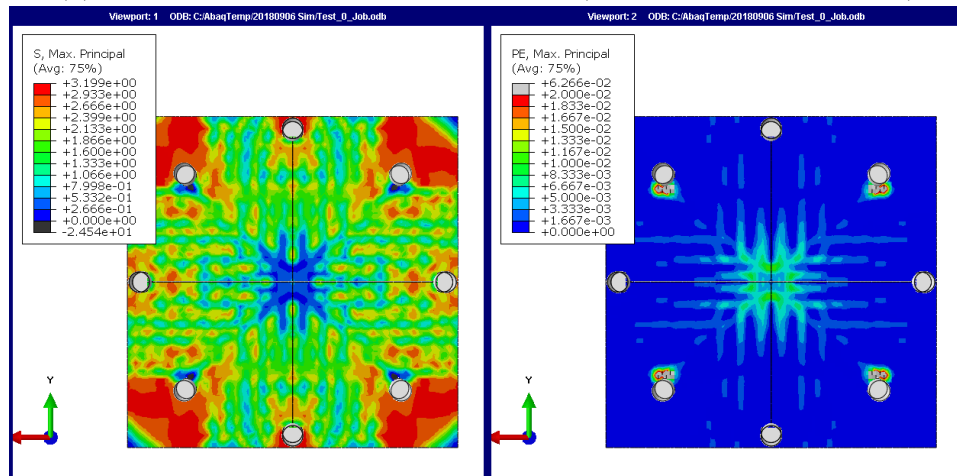 Viewport: 1 ODB: C:/AbaqTemp/20180906 Sim/Test_0_Job.odb
S, Max. Principal
(Avg: 75%)
+3.199e+00
+2.933e+00
+2.666e+00
+2.399e+00
+2.133e+00
+1.866e+00
+1.600e+00
+1.333e+00
+1.066e+00
+7.998e-01
+5.332e-01
+2.666e-01
+0.000e+00
-2.454e+01
Y
Viewport: 2 ODB: C:/AbaqTemp/20180906 Sim/Test_0_Job.odb
PE, Max. Principal
(Avg: 75%)
+6.266e-02
+2.000e-02
+1.833e-02
+1.667e-02
+1.500e-02
+1.333e-02
+1.167e-02
+1.000e-02
+8.333e-03
+6.667e-03
+5.000e-03
+3.333e-03
+1.667e-03
+0.000e+00
Y